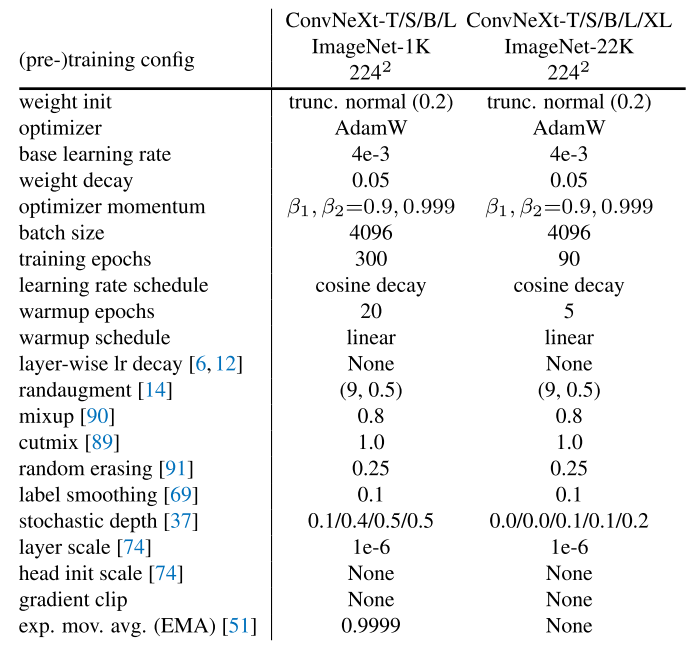 ConvNeXt-T/S/B/L ConvNeXt-T/S/B/L/XL
(pre-)training config ImageNet-1K ImageNet-22K
224² 224²
weight init trunc. normal (0.2) trunc. normal (0.2)
optimizer AdamW AdamW
base learning rate 4e-3 4e-3
weight decay 0.05 0.05
optimizer momentum β₁, β₂=0.9, 0.999 β₁, β₂=0.9, 0.999
batch size 4096 4096
training epochs 300 90
learning rate schedule cosine decay cosine decay
warmup epochs 20 5
warmup schedule linear linear
layer-wise lr decay [6, 12] None None
randaugment [14] (9, 0.5) (9, 0.5)
mixup [90] 0.8 0.8
cutmix [89] 1.0 1.0
random erasing [91] 0.25 0.25
label smoothing [69] 0.1 0.1
stochastic depth [37] 0.1/0.4/0.5/0.5 0.0/0.0/0.1/0.1/0.2
layer scale [74] 1e-6 1e-6
head init scale [74] None None
gradient clip None None
exp. mov. avg. (EMA) [51] 0.9999 None